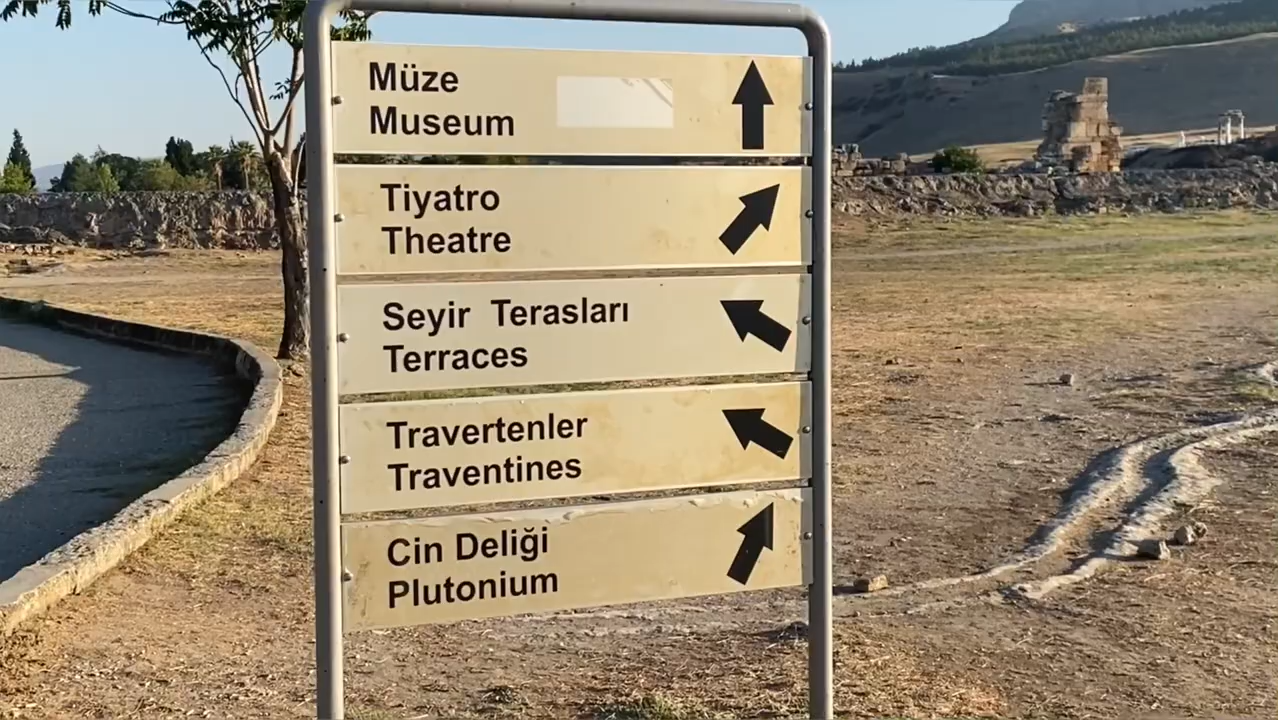 Müze
Museum
Tiyatro
Theatre
Seyir Terasları
Terraces
Travertenler
Traventines
Cin Deliği
Plutonium